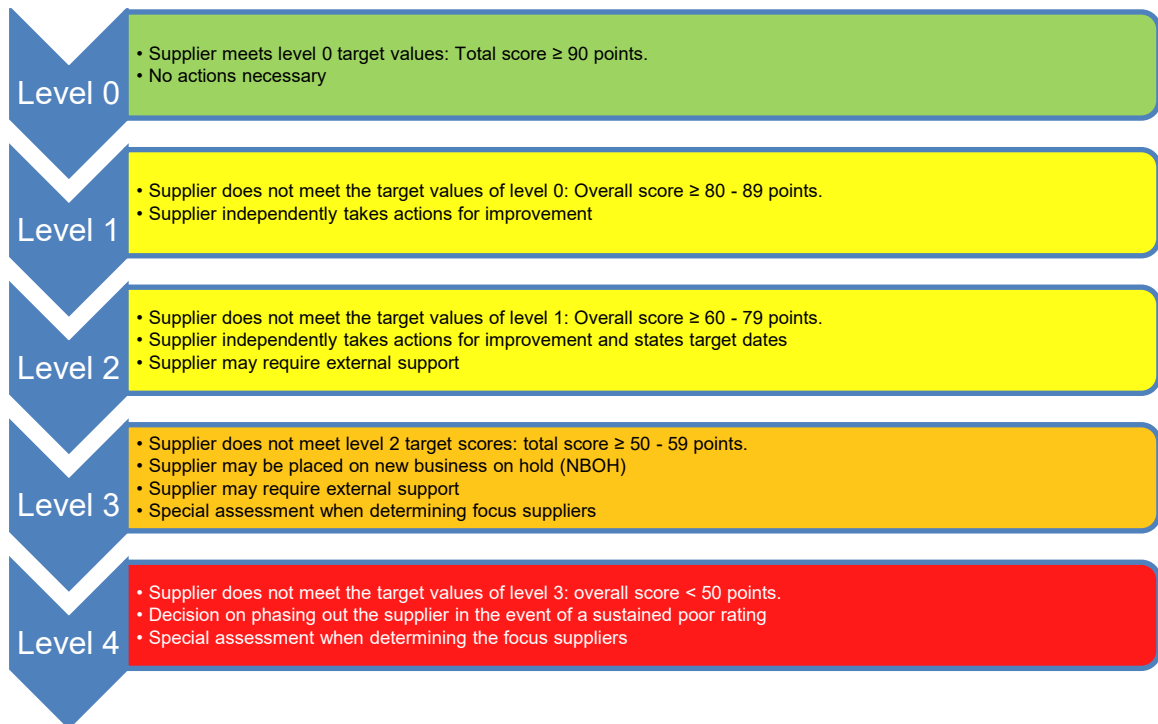 Level 0
• Supplier meets level 0 target values: Total score ≥ 90 points.
• No actions necessary
Level 1
• Supplier does not meet the target values of level 0: Overall score ≥ 80 - 89 points.
• Supplier independently takes actions for improvement
Level 2
• Supplier does not meet the target values of level 1: Overall score ≥ 60 - 79 points.
• Supplier independently takes actions for improvement and states target dates
• Supplier may require external support
Level 3
• Supplier does not meet level 2 target scores: total score ≥ 50 - 59 points.
• Supplier may be placed on new business on hold (NBOH)
• Supplier may require external support
• Special assessment when determining focus suppliers
Level 4
• Supplier does not meet the target values of level 3: overall score < 50 points.
• Decision on phasing out the supplier in the event of a sustained poor rating
• Special assessment when determining the focus suppliers